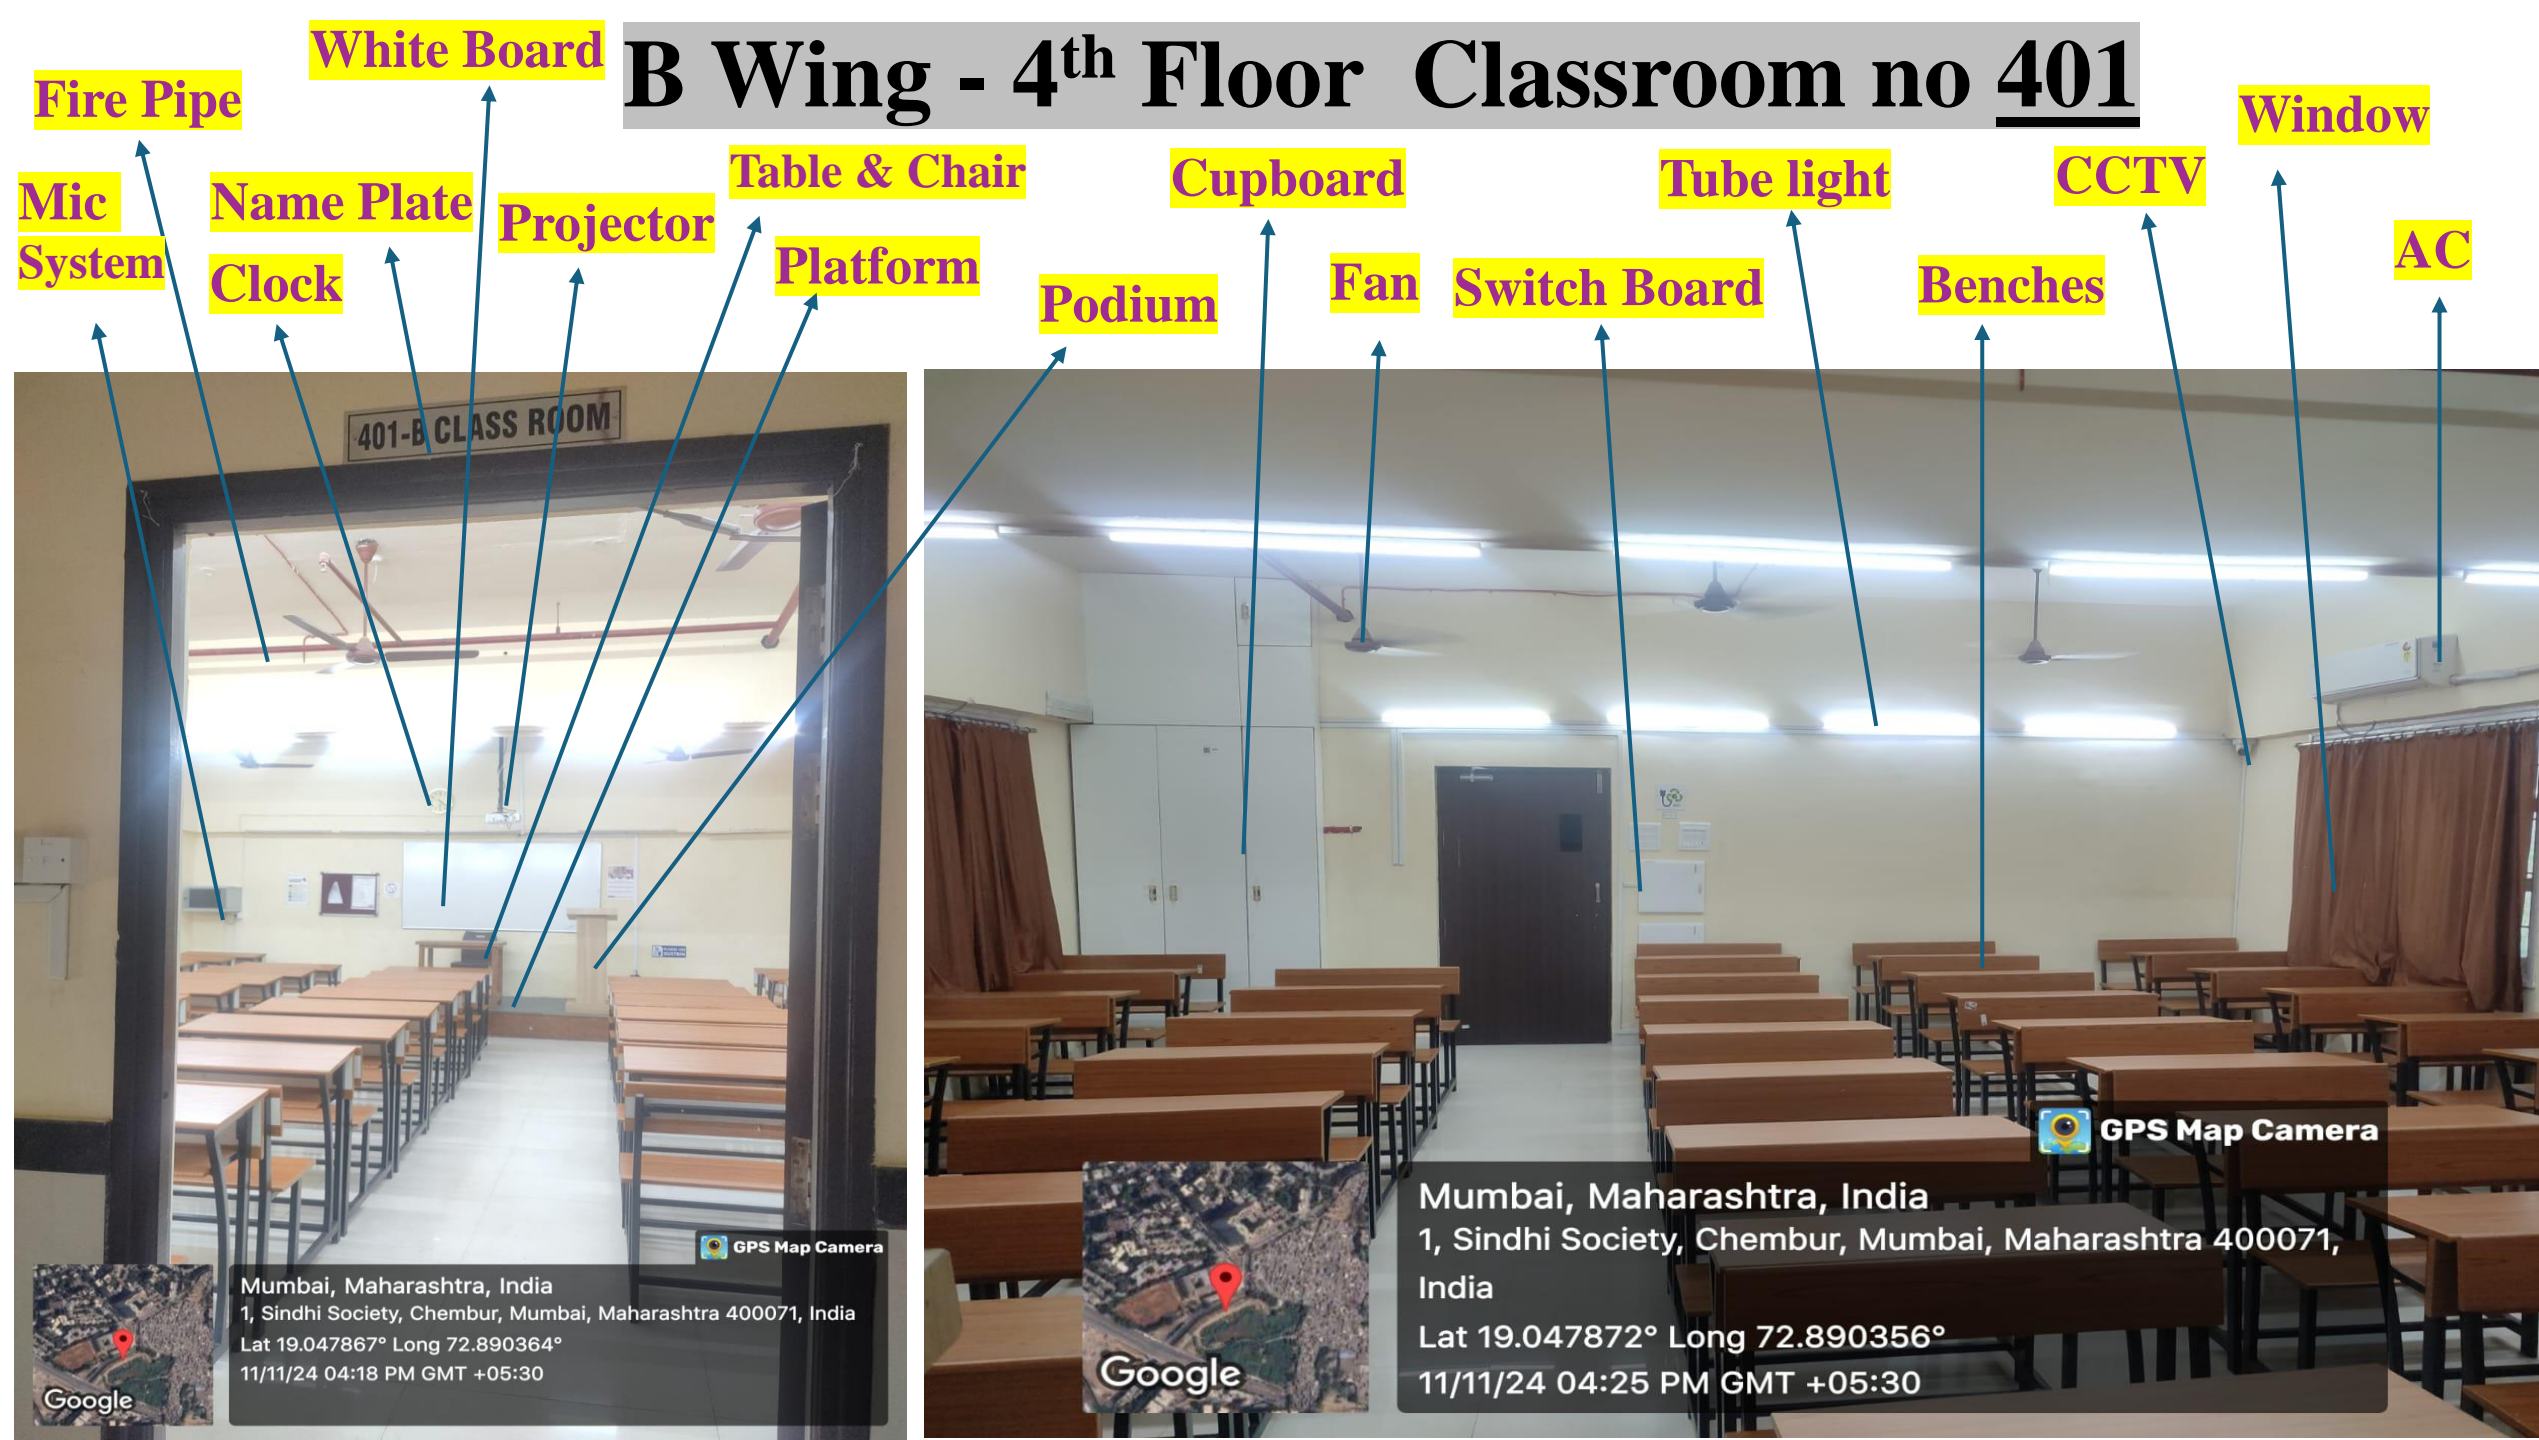 B Wing - 4th Floor Classroom no 401
White Board
Fire Pipe
Window
Mic
System
Name Plate
Clock
Projector
Table & Chair
Platform
Podium
Cupboard
Fan
Switch Board
Tube light
Benches
CCTV
AC
401-B CLASS ROOM
GPS Map Camera
Mumbai, Maharashtra, India
1, Sindhi Society, Chembur, Mumbai, Maharashtra 400071, India
Lat 19.047867° Long 72.890364°
11/11/24 04:18 PM GMT +05:30
Google
GPS Map Camera
Mumbai, Maharashtra, India
1, Sindhi Society, Chembur, Mumbai, Maharashtra 400071,
India
Lat 19.047872° Long 72.890356°
11/11/24 04:25 PM GMT +05:30
Google